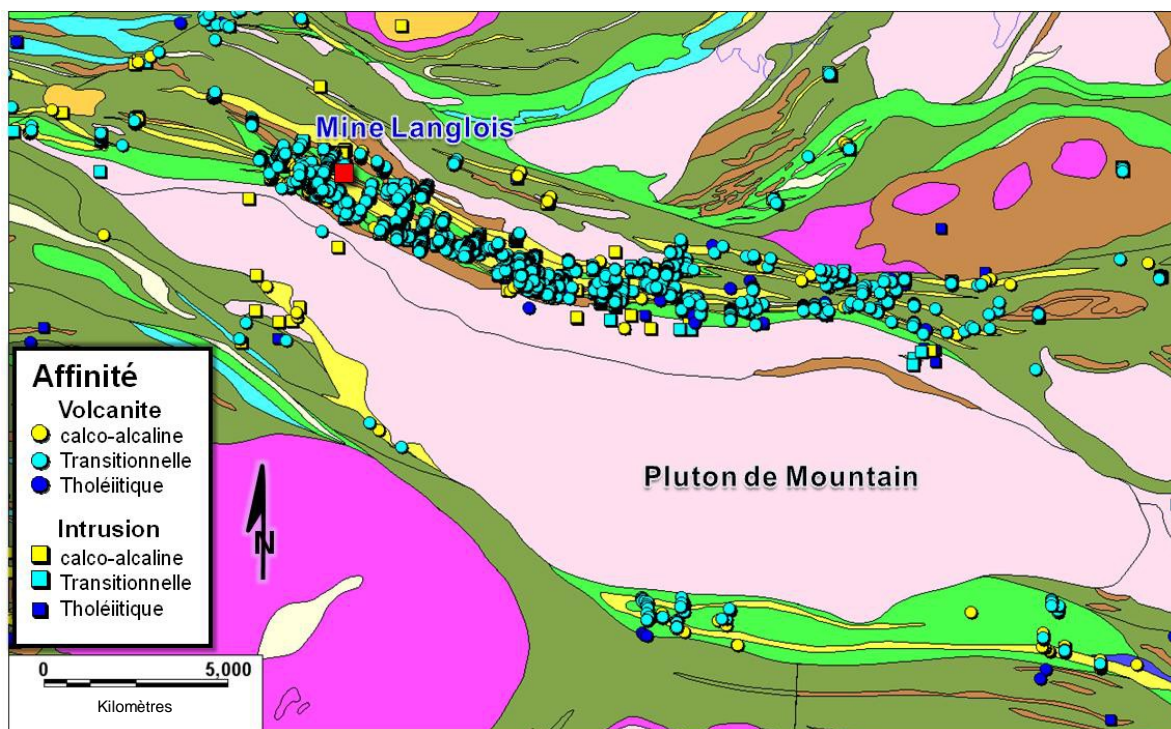 Mine Langlois
Pluton de Mountain
Affinité
Volcanite
calco-alcaline
Transitionnelle
Tholéiitique
Intrusion
calco-alcaline
Transitionnelle
Tholéiitique
N
0 5,000
Kilomètres